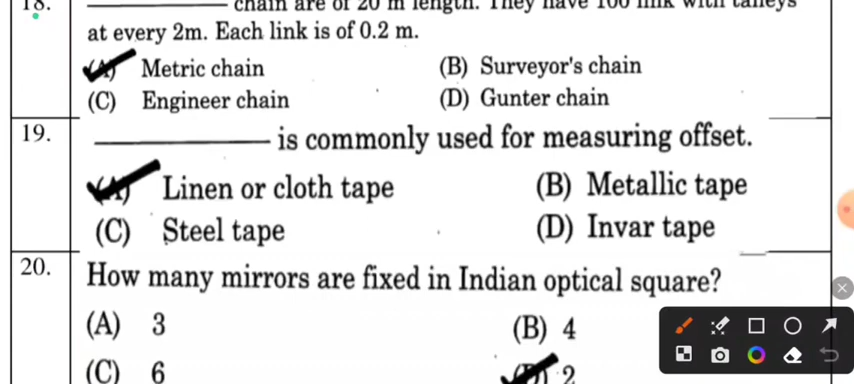 18. __________ chain are of 20 m length. They have 100 link with talleys
at every 2m. Each link is of 0.2 m.
(A) Metric chain (B) Surveyor's chain
(C) Engineer chain (D) Gunter chain
19. __________ is commonly used for measuring offset.
(A) Linen or cloth tape (B) Metallic tape
(C) Steel tape (D) Invar tape
20. How many mirrors are fixed in Indian optical square?
(A) 3 (B) 4
(C) 6 (D) 2